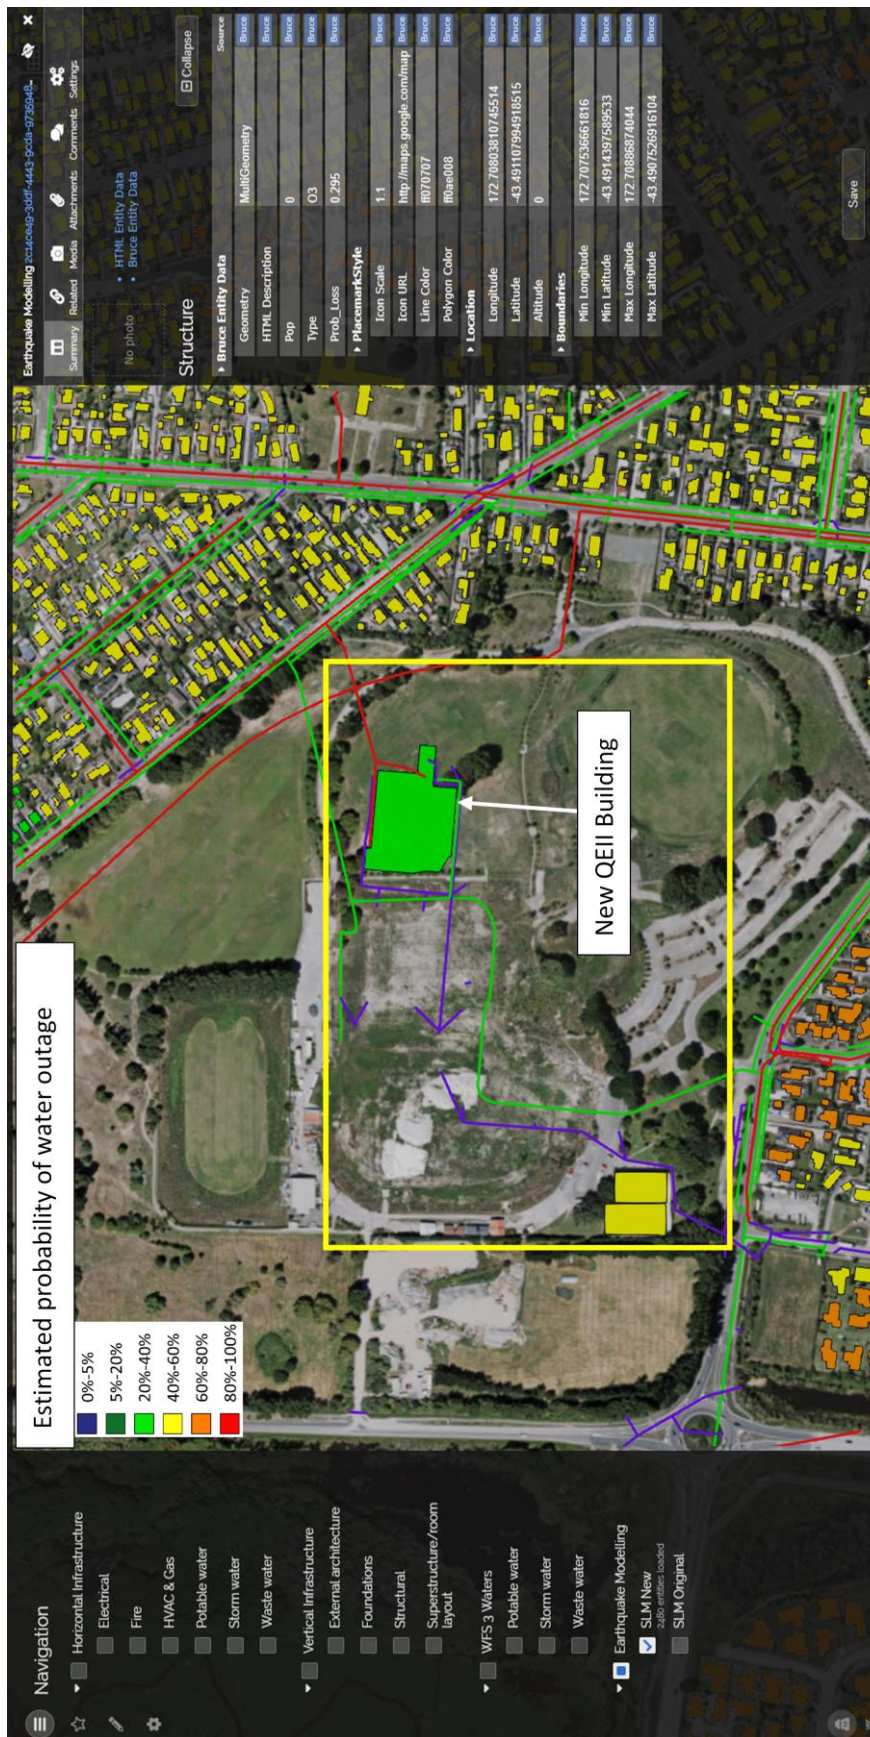 Navigation
Horizontal Infrastructure
Electrical
Fire
HVAC & Gas
Potable water
Storm water
Waste water
Vertical Infrastructure
External architecture
Foundations
Structural
Superstructure/room
layout
WFS 3 Waters
Potable water
Storm water
Waste water
Earthquake Modelling
SLM New
2480 entities loaded
SLM Original
Estimated probability of water outage
0%-5%
5%-20%
20%-40%
40%-60%
60%-80%
80%-100%
New QEII Building
Earthquake Modelling
Summary Related Media Attachments Comments Settings
No photo
HTML Entity Data
Bruce Entity Data
Structure
Collapse
Bruce Entity Data Source
Geometry MultiGeometry Bruce
HTML Description Bruce
Pop 0 Bruce
Type O3 Bruce
Prob_Loss 0.295 Bruce
PlacemarkStyle
Icon Scale 1.1 Bruce
Icon URL http://maps.google.com/map Bruce
Line Color ff070707 Bruce
Polygon Color ff0ae008 Bruce
Location
Longitude 172.70803810745514 Bruce
Latitude -43.491107994918515 Bruce
Altitude 0 Bruce
Boundaries
Min Longitude 172.707536661816 Bruce
Min Latitude -43.4914397589533 Bruce
Max Longitude 172.70886874044 Bruce
Max Latitude -43.4907526916104 Bruce
Save